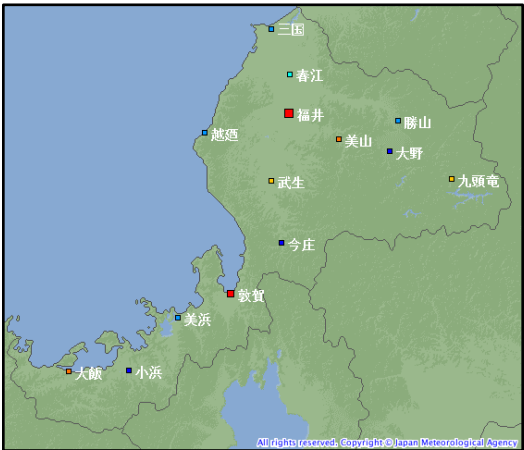 三国
春江
福井
勝山
越廼
美山
大野
武生
九頭竜
今庄
敦賀
美浜
大飯
小浜
All rights reserved. Copyright © Japan Meteorological Agency